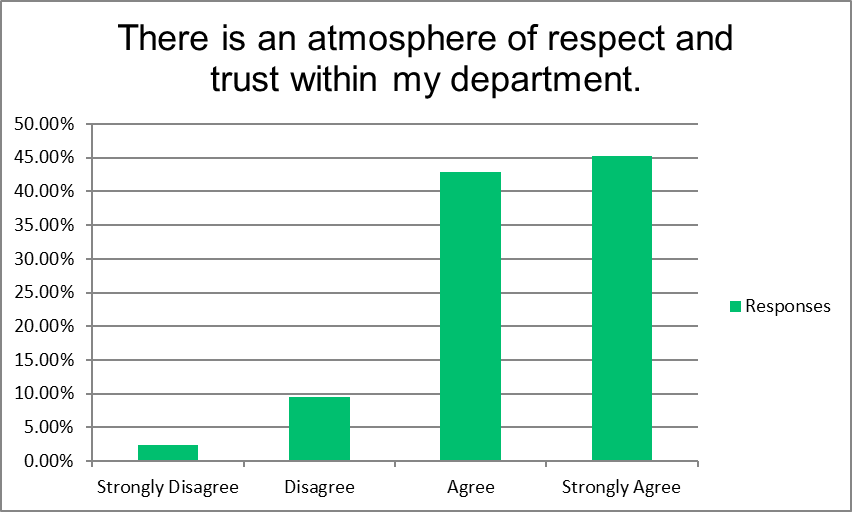 There is an atmosphere of respect and
trust within my department.
50.00%
45.00%
40.00%
35.00%
30.00%
25.00%
20.00%
15.00%
10.00%
5.00%
0.00%
Strongly Disagree
Disagree
Agree
Strongly Agree
Responses